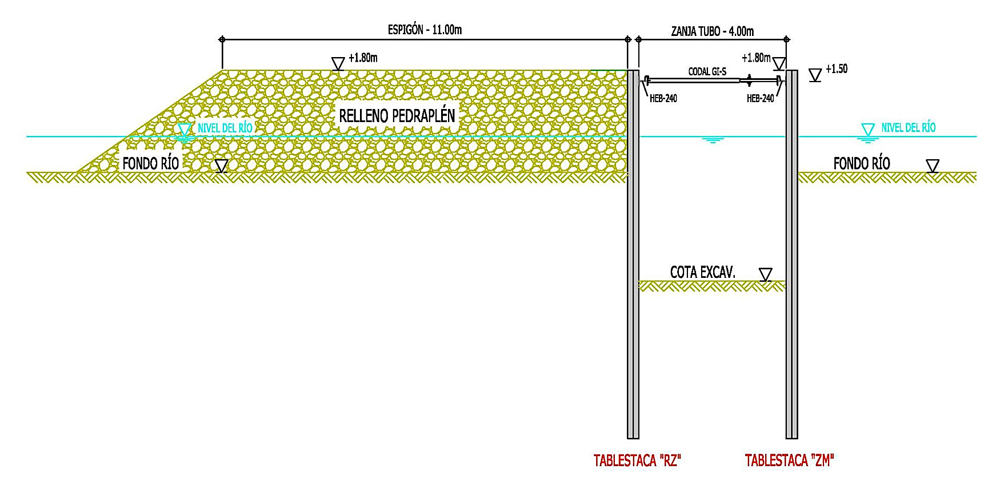 ESPIGÓN - 11.00m
ZANJA TUBO - 4.00m
+1.80m
+1.80m
+1.50
CODAL GI-S
HEB-240
HEB-240
RELLENO PEDRAPLÉN
NIVEL DEL RÍO
NIVEL DEL RÍO
FONDO RÍO
FONDO RÍO
COTA EXCAV.
TABLESTACA "RZ"
TABLESTACA "ZM"